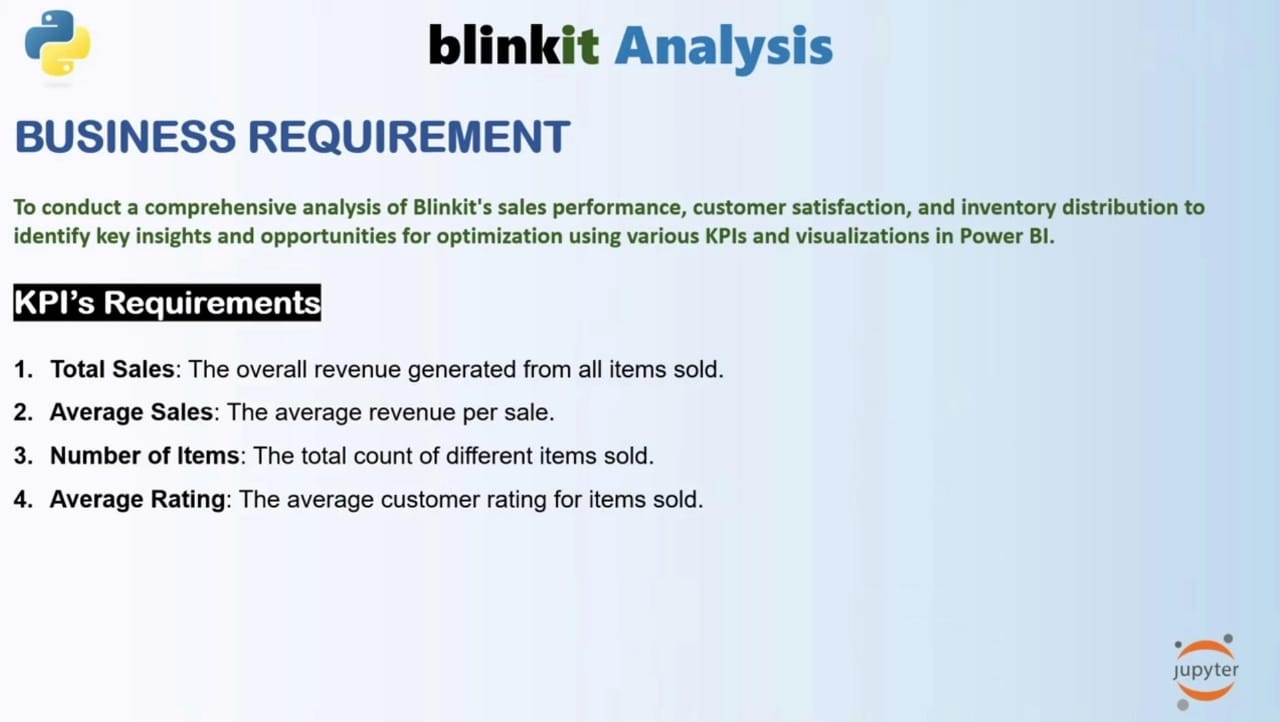 blinkit Analysis
BUSINESS REQUIREMENT
To conduct a comprehensive analysis of Blinkit's sales performance, customer satisfaction, and inventory distribution to
identify key insights and opportunities for optimization using various KPIs and visualizations in Power BI.
KPI’s Requirements
1. Total Sales: The overall revenue generated from all items sold.
2. Average Sales: The average revenue per sale.
3. Number of Items: The total count of different items sold.
4. Average Rating: The average customer rating for items sold.
jupyter